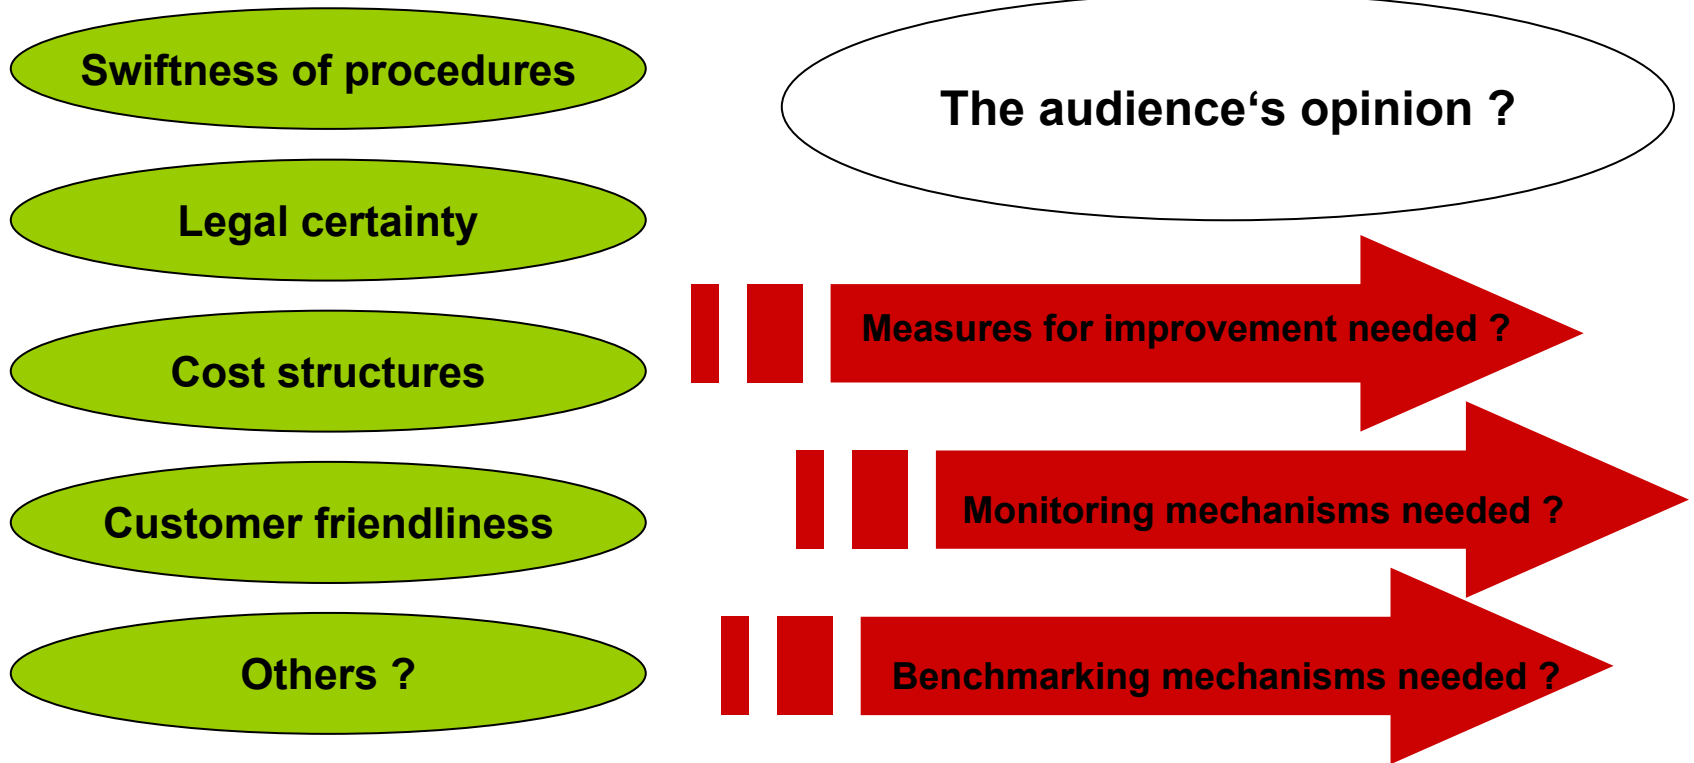 Swiftness of procedures
Legal certainty
Cost structures
Customer friendliness
Others ?
The audience‘s opinion ?
Measures for improvement needed ?
Monitoring mechanisms needed ?
Benchmarking mechanisms needed ?